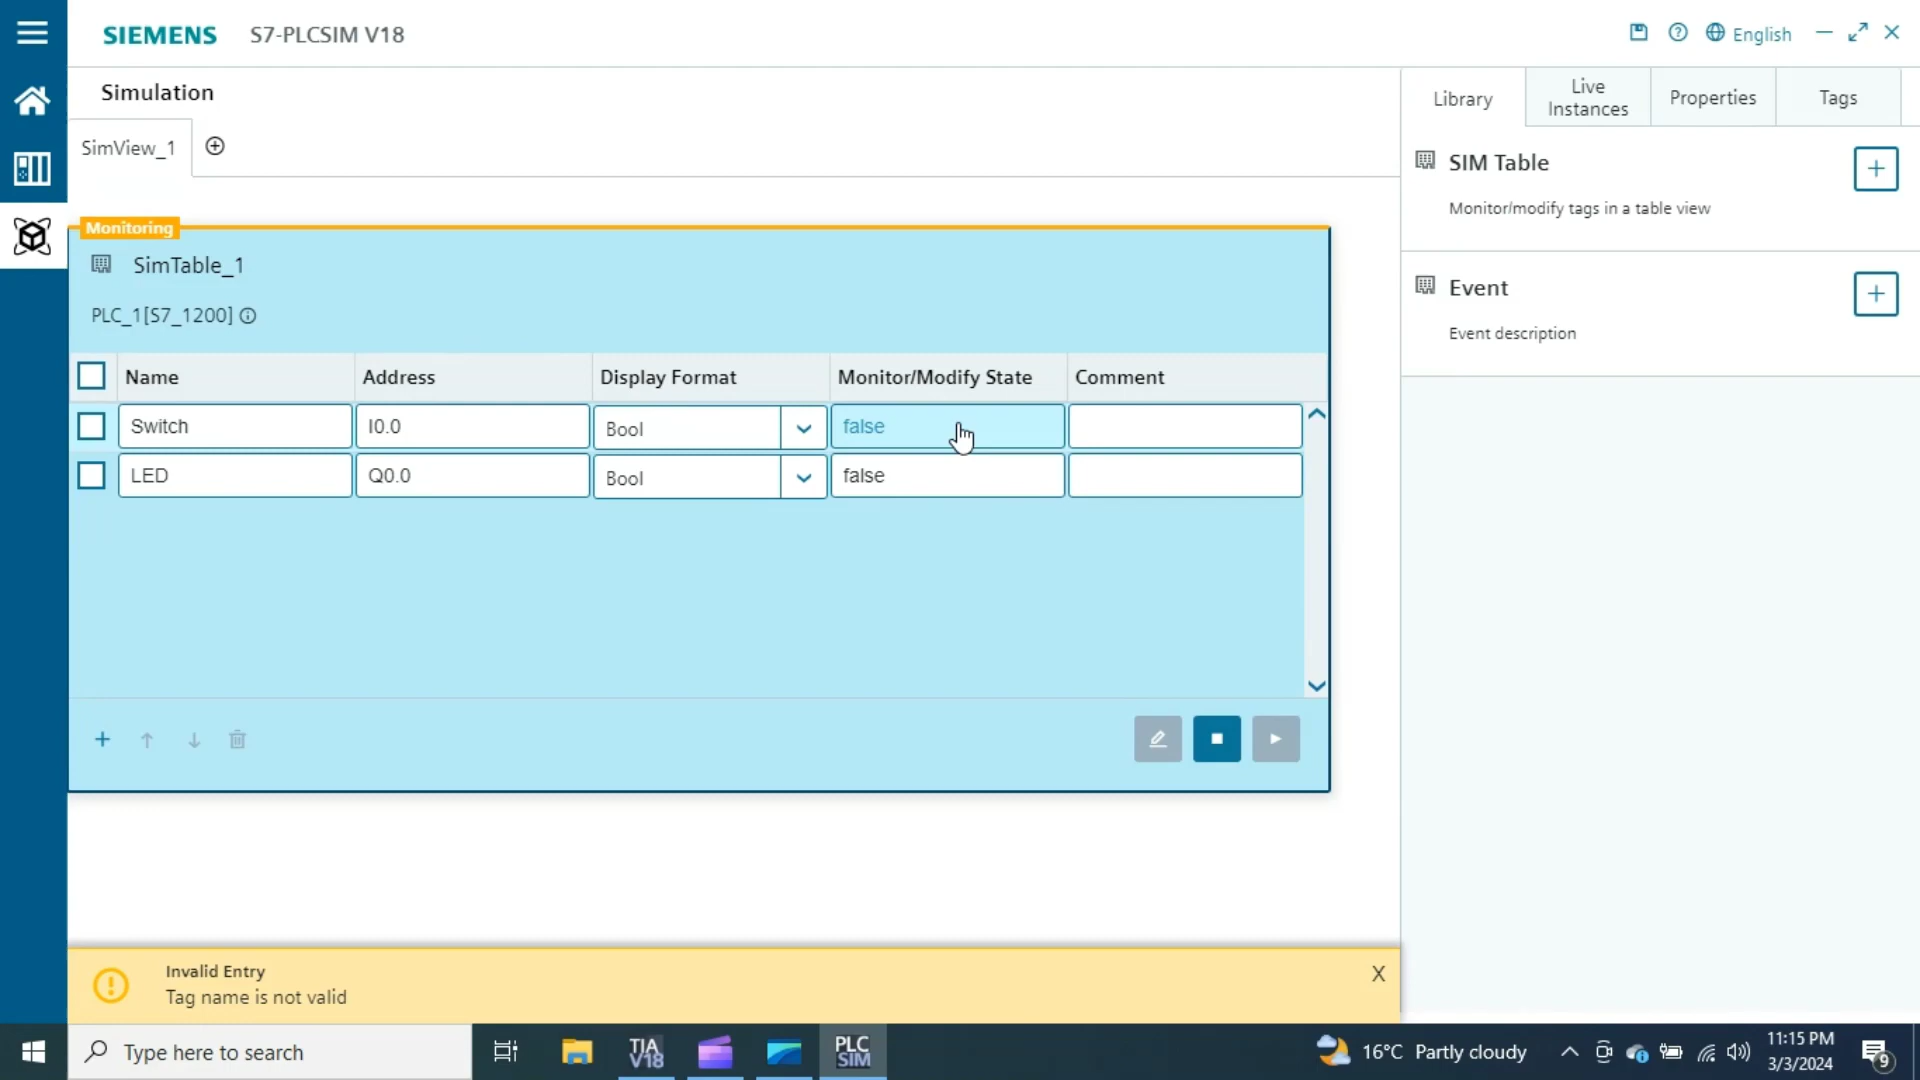 SIEMENS S7-PLCSIM V18
English
Simulation
SimView_1
Library
Live
Instances
Properties
Tags
SIM Table
Monitor/modify tags in a table view
Event
Event description
Monitoring
SimTable_1
PLC_1[S7_1200]
Name Address Display Format Monitor/Modify State Comment
Switch I0.0 Bool false
LED Q0.0 Bool false
Invalid Entry
Tag name is not valid
X
Type here to search
TIA
V18
PLC
SIM
16°C Partly cloudy
11:15 PM
3/3/2024
9